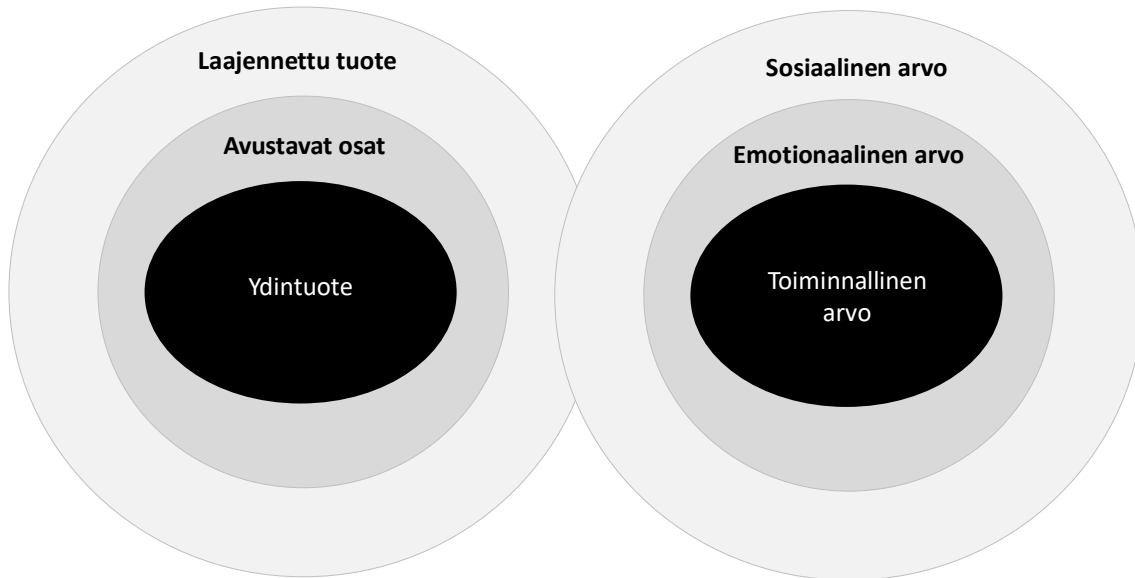 Laajennettu tuote
Avustavat osat
Ydintuote
Sosiaalinen arvo
Emotionaalinen arvo
Toiminnallinen
arvo